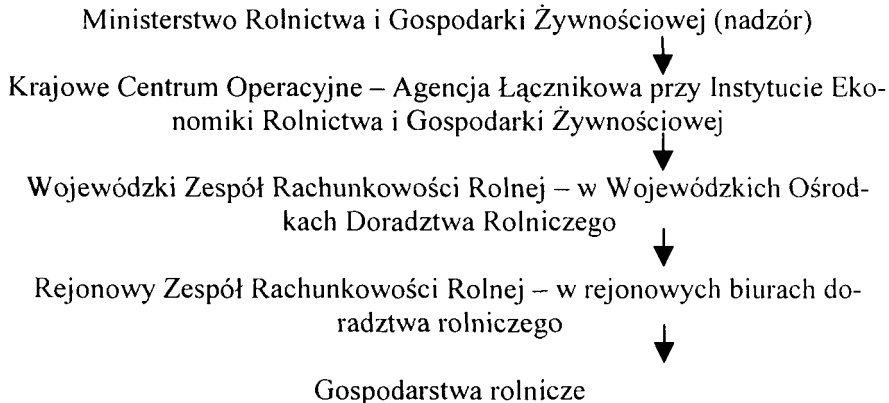 Ministerstwo Rolnictwa i Gospodarki Żywnościowej (nadzór)
Krajowe Centrum Operacyjne – Agencja Łącznikowa przy Instytucie Eko-
nomiki Rolnictwa i Gospodarki Żywnościowej
Wojewódzki Zespół Rachunkowości Rolnej – w Wojewódzkich Ośrod-
kach Doradztwa Rolniczego
Rejonowy Zespół Rachunkowości Rolnej – w rejonowych biurach do-
radztwa rolniczego
Gospodarstwa rolnicze